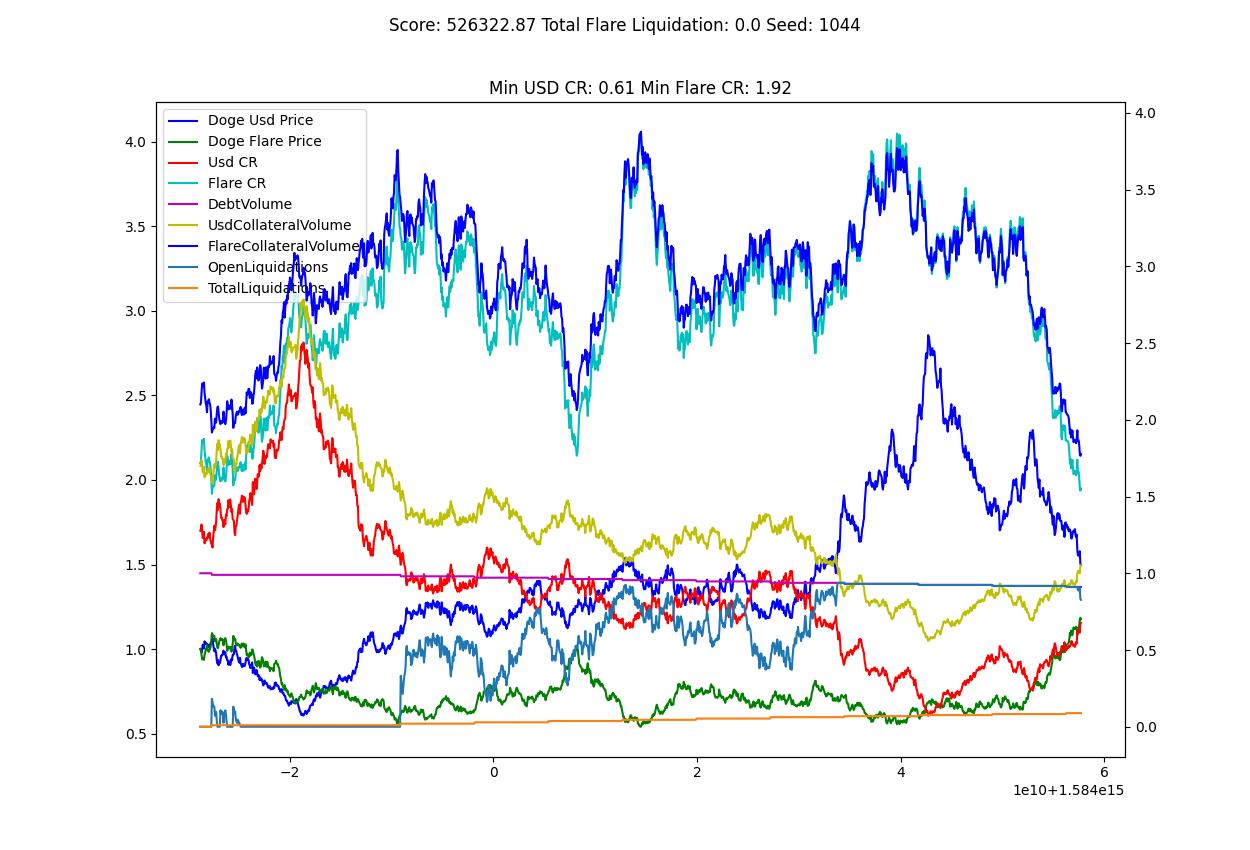 Score: 526322.87 Total Flare Liquidation: 0.0 Seed: 1044
Min USD CR: 0.61 Min Flare CR: 1.92
Doge Usd Price
Doge Flare Price
Usd CR
Flare CR
DebtVolume
UsdCollateralVolume
FlareCollateralVolume
OpenLiquidations
TotalLiquidations
4.0
3.5
3.0
2.5
2.0
1.5
1.0
0.5
4.0
3.5
3.0
2.5
2.0
1.5
1.0
0.5
0.0
−2
0
2
4
6
1e10+1.584e15